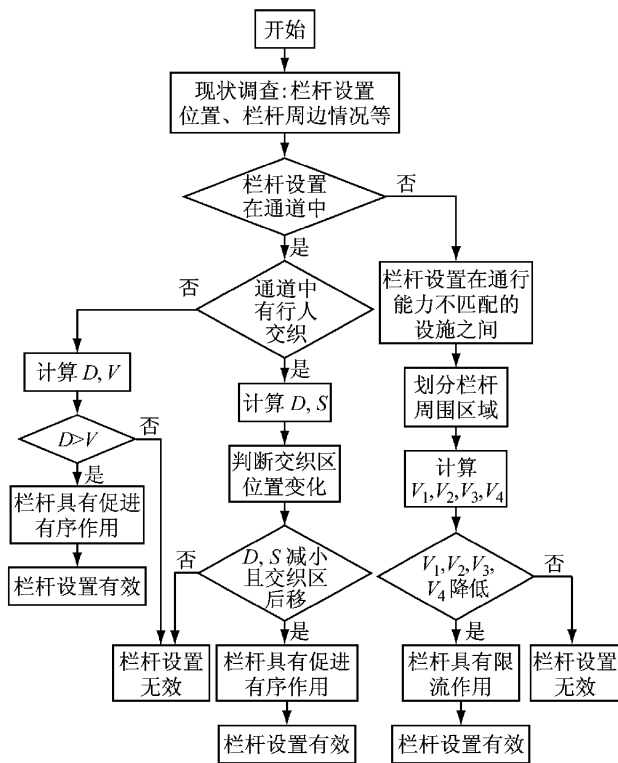 开始
现状调查:栏杆设置
位置、栏杆周边情况等
栏杆设置
在通道中
否
是
否
通道中
有行人
交织
栏杆设置在通行
能力不匹配的
设施之间
是
计算 D, V
计算 D, S
划分栏杆
周围区域
D>V
否
是
判断交织区
位置变化
计算
V₁,V₂,V₃,V₄
栏杆具有促进
有序作用
栏杆设置有效
否
D, S 减小
且交织区
后移
V₁,V₂,V₃,
V₄ 降低
否
是
是
栏杆设置
无效
栏杆具有促进
有序作用
栏杆具有限
流作用
栏杆设置
无效
栏杆设置有效
栏杆设置有效